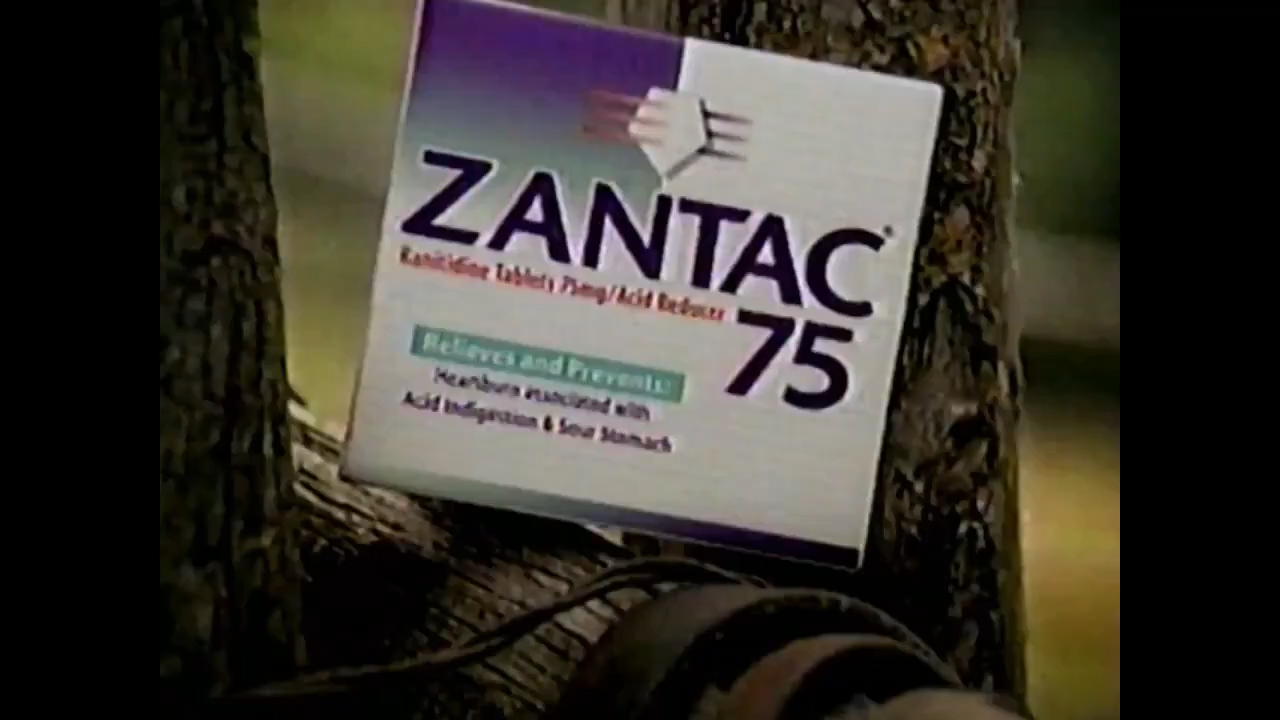 ZANTAC
Ranitidine Tablets 75mg/Acid Reducer
75
Relieves and Prevents:
Heartburn associated with
Acid Indigestion & Sour Stomach